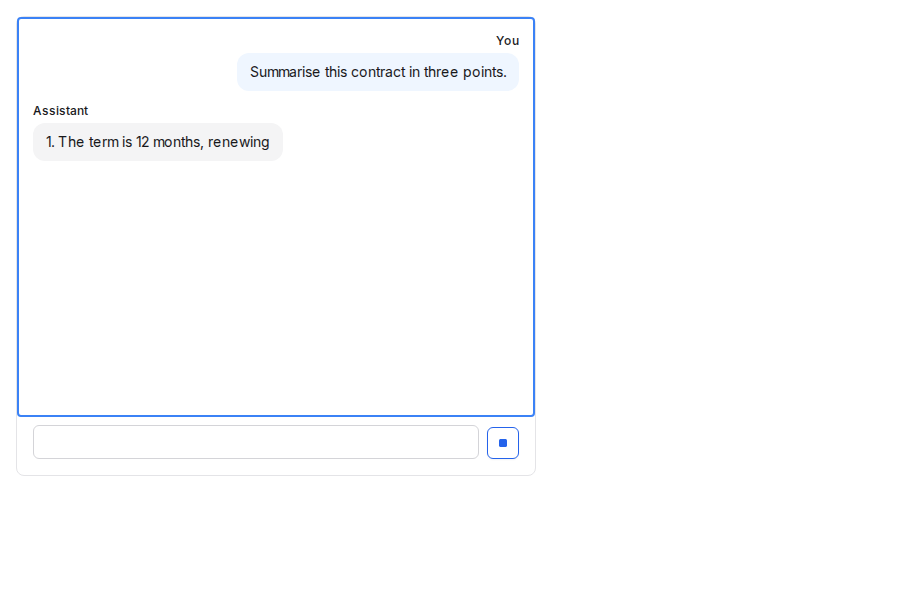 You
Summarise this contract in three points.
Assistant
1. The term is 12 months, renewing